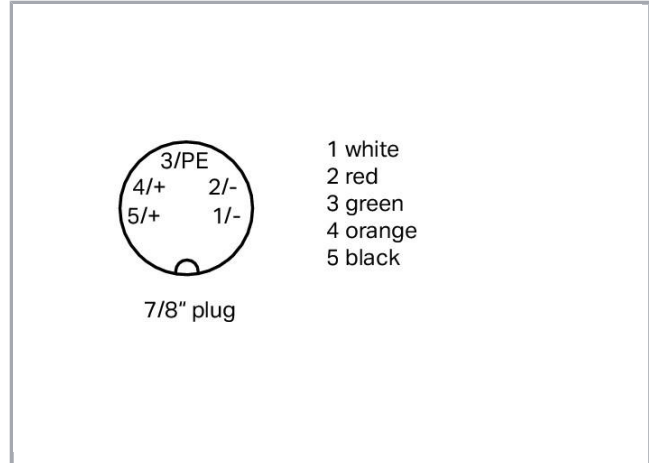 3/PE
4/+ 2/-
5/+ 1/-
7/8" plug
1 white
2 red
3 green
4 orange
5 black